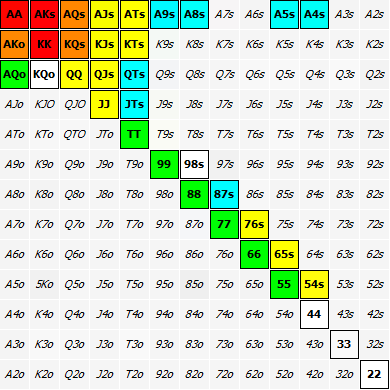 AA AKs AQs AJs ATs A9s A8s A7s A6s A5s A4s A3s A2s
AKo KK KQs KJs KTs K9s K8s K7s K6s K5s K4s K3s K2s
AQo KQo QQ QJs QTs Q9s Q8s Q7s Q6s Q5s Q4s Q3s Q2s
AJo KJO QJO JJ JTs J9s J8s J7s J6s J5s J4s J3s J2s
ATo KTo QTO JTo TT T9s T8s T7s T6s T5s T4s T3s T2s
A9o K9o Q9o J9o T9o 99 98s 97s 96s 95s 94s 93s 92s
A8o K8o Q8o J8o T8o 98o 88 87s 86s 85s 84s 83s 82s
A7o K7o Q7o J7o T7o 97o 87o 77 76s 75s 74s 73s 72s
A6o K6o Q6o J6o T6o 96o 86o 76o 66 65s 64s 63s 62s
A5o 5Ko Q5o J5o T5o 95o 85o 75o 65o 55 54s 53s 52s
A4o K4o Q4o J4o T4o 94o 84o 74o 64o 54o 44 43s 42s
A3o K3o Q3o J3o T3o 93o 83o 73o 63o 53o 43o 33 32s
A2o K2o Q2o J2o T2o 92o 82o 72o 62o 52o 42o 32o 22